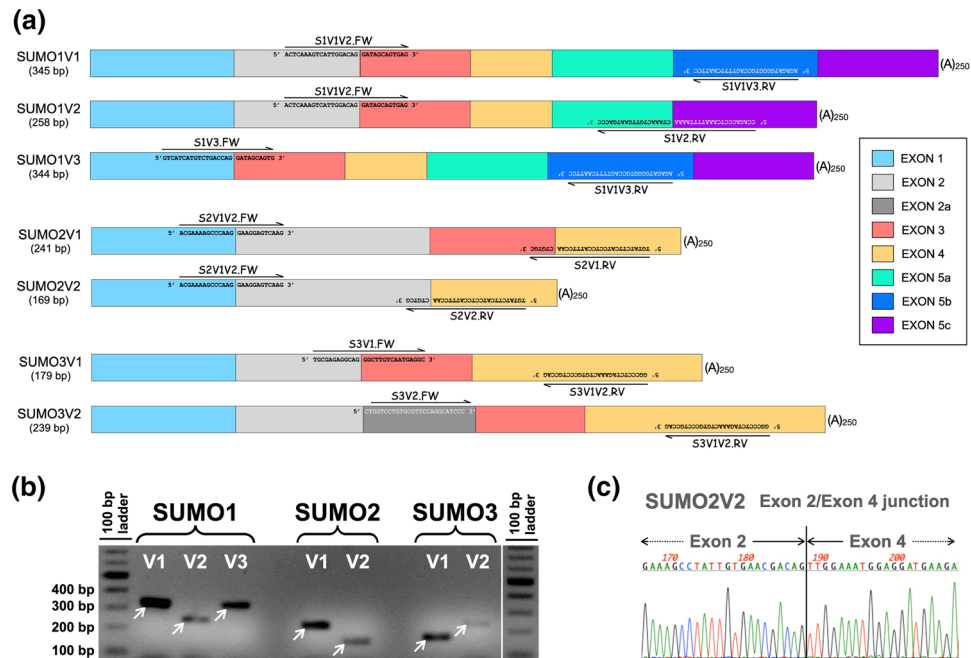 (a)
S1V1V2.FW
SUMO1V1
(345 bp)
5' ACTCAAAGTCATTGGACAG GATAGCAGTGAG 3'
(A)250
S1V1V3.RV
S1V1V2.FW
SUMO1V2
(258 bp)
5' ACTCAAAGTCATTGGACAG GATAGCAGTGAG 3'
(A)250
S1V2.RV
S1V3.FW
SUMO1V3
(344 bp)
5' GTCATCATGTCTGACCAG GATAGCAGTG 3'
(A)250
S1V1V3.RV
S2V1V2.FW
SUMO2V1
(241 bp)
5' ACGAAAAGCCCAAG GAAGGAGTCAAG 3'
(A)250
S2V1.RV
S2V1V2.FW
SUMO2V2
(169 bp)
5' ACGAAAAGCCCAAG GAAGGAGTCAAG 3'
(A)250
S2V2.RV
S3V1.FW
SUMO3V1
(179 bp)
5' TGCGAGAGGCAG GGCTTGTCAATGAGGC 3'
(A)250
S3V1V2.RV
S3V2.FW
SUMO3V2
(239 bp)
5' CTGGTCCTGTGCGTTCCAGGCATCCC 3'
(A)250
S3V1V2.RV
EXON 1
EXON 2
EXON 2a
EXON 3
EXON 4
EXON 5a
EXON 5b
EXON 5c
(b)
100 bp ladder
SUMO1 SUMO2 SUMO3
100 bp ladder
V1 V2 V3 V1 V2 V1 V2
400 bp
300 bp
200 bp
100 bp
(c)
SUMO2V2 Exon 2/Exon 4 junction
Exon 2 Exon 4
170 180 190 200
GAAAGCCTATTGTGAACGACAGTTGGAAATGGAGGATGAAGA